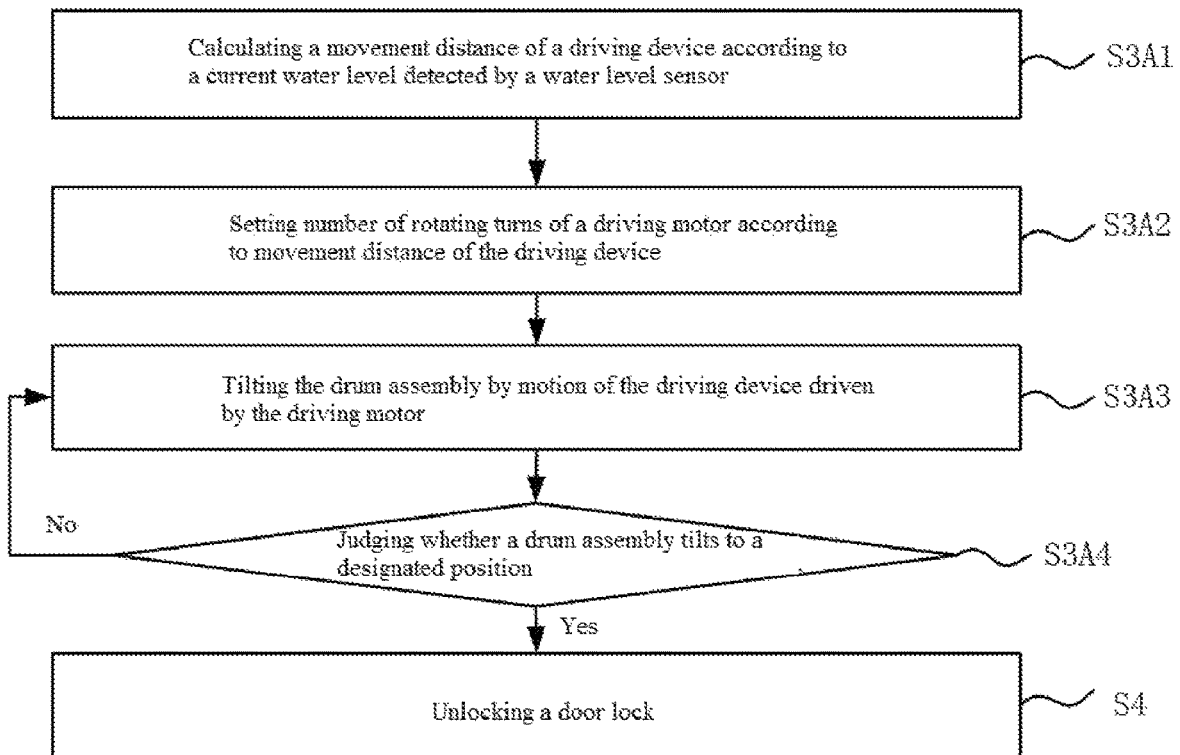 Calculating a movement distance of a driving device according to
a current water level detected by a water level sensor
S3A1
Setting number of rotating turns of a driving motor according
to movement distance of the driving device
S3A2
Tilting the drum assembly by motion of the driving device driven
by the driving motor
S3A3
No
Judging whether a drum assembly tilts to a
designated position
S3A4
Yes
Unlocking a door lock
S4